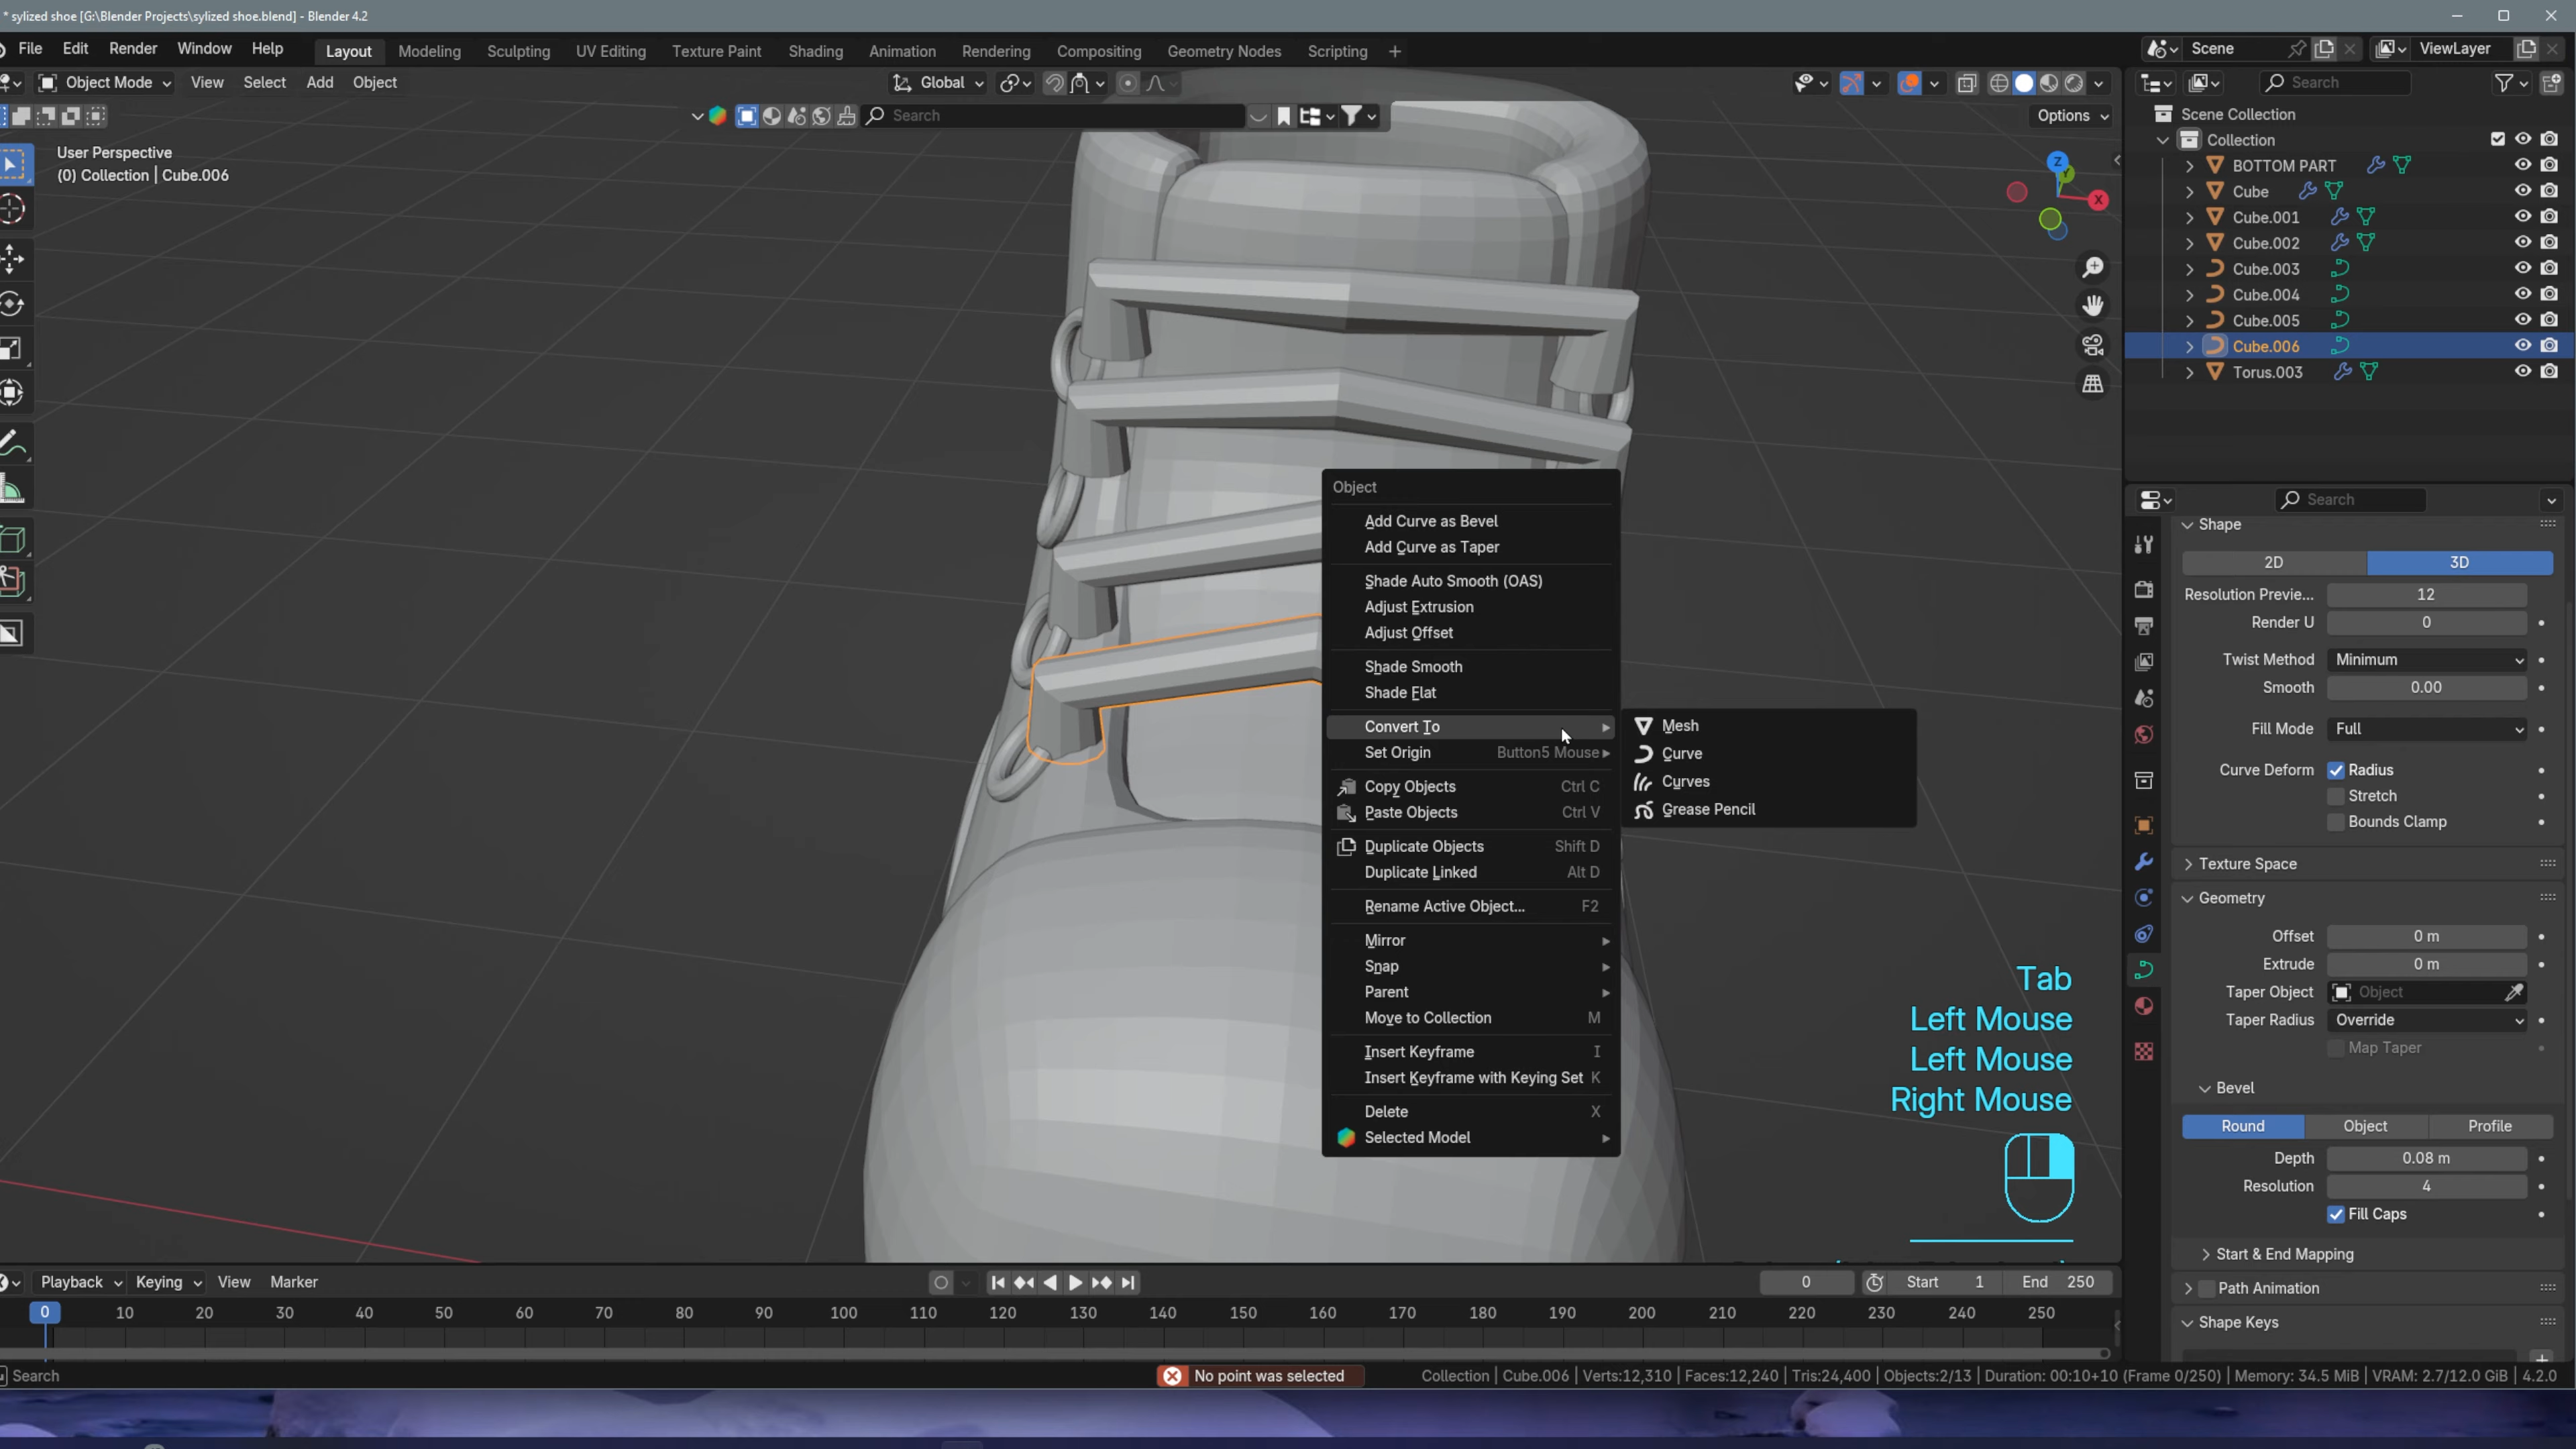 * sylized shoe [G:\Blender Projects\sylized shoe.blend] - Blender 4.2
File Edit Render Window Help Layout Modeling Sculpting UV Editing Texture Paint Shading Animation Rendering Compositing Geometry Nodes Scripting + Scene ViewLayer
Object Mode View Select Add Object Global Search
Search Options
User Perspective
(0) Collection | Cube.006
Z
Y
X
Scene Collection
Collection
BOTTOM PART
Cube
Cube.001
Cube.002
Cube.003
Cube.004
Cube.005
Cube.006
Torus.003
Object
Add Curve as Bevel
Add Curve as Taper
Shade Auto Smooth (OAS)
Adjust Extrusion
Adjust Offset
Shade Smooth
Shade Flat
Convert To
Set Origin Button5 Mouse
Copy Objects Ctrl C
Paste Objects Ctrl V
Duplicate Objects Shift D
Duplicate Linked Alt D
Rename Active Object... F2
Mirror
Snap
Parent
Move to Collection M
Insert Keyframe I
Insert Keyframe with Keying Set K
Delete X
Selected Model
Mesh
Curve
Curves
Grease Pencil
Tab
Left Mouse
Left Mouse
Right Mouse
Search
Shape
2D 3D
Resolution Previe... 12
Render U 0
Twist Method Minimum
Smooth 0.00
Fill Mode Full
Curve Deform Radius
Stretch
Bounds Clamp
Texture Space
Geometry
Offset 0 m
Extrude 0 m
Taper Object Object
Taper Radius Override
Map Taper
Bevel
Round Object Profile
Depth 0.08 m
Resolution 4
Fill Caps
Start & End Mapping
Path Animation
Shape Keys
Playback Keying View Marker 0 Start 1 End 250
0 10 20 30 40 50 60 70 80 90 100 110 120 130 140 150 160 170 180 190 200 210 220 230 240 250
Search No point was selected Collection | Cube.006 | Verts:12,310 | Faces:12,240 | Tris:24,400 | Objects:2/13 | Duration: 00:10+10 (Frame 0/250) | Memory: 34.5 MiB | VRAM: 2.7/12.0 GiB | 4.2.0